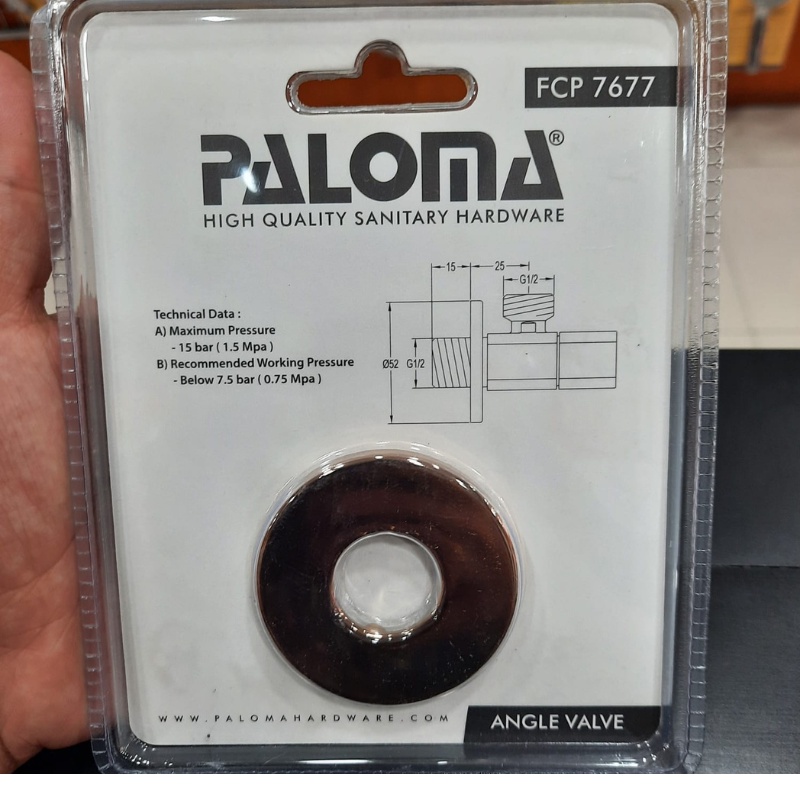 FCP 7677
PALOMA®
HIGH QUALITY SANITARY HARDWARE
15
25
G1/2
Technical Data :
A) Maximum Pressure
- 15 bar ( 1.5 Mpa )
B) Recommended Working Pressure
- Below 7.5 bar ( 0.75 Mpa )
Ø52
G1/2
WWW.PALOMAHARDWARE.COM
ANGLE VALVE